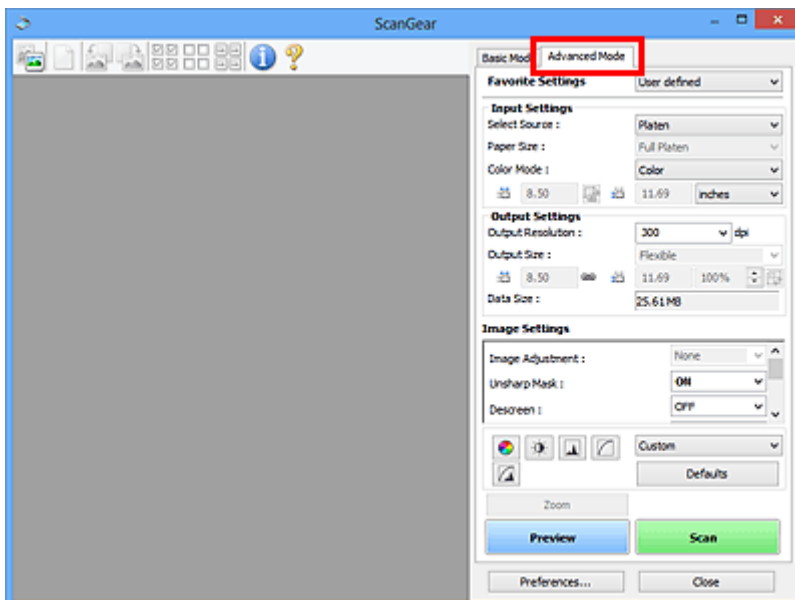 ScanGear
Basic Mod Advanced Mode
Favorite Settings User defined
Input Settings
Select Source : Platen
Paper Size : Full Platen
Color Mode : Color
8.50 11.69 inches
Output Settings
Output Resolution : 300 dpi
Output Size : Flexible
8.50 11.69 100%
Data Size : 25.61MB
Image Settings
Image Adjustment : None
Unsharp Mask : ON
Descreen : OFF
Custom
Defaults
Zoom
Preview Scan
Preferences... Close